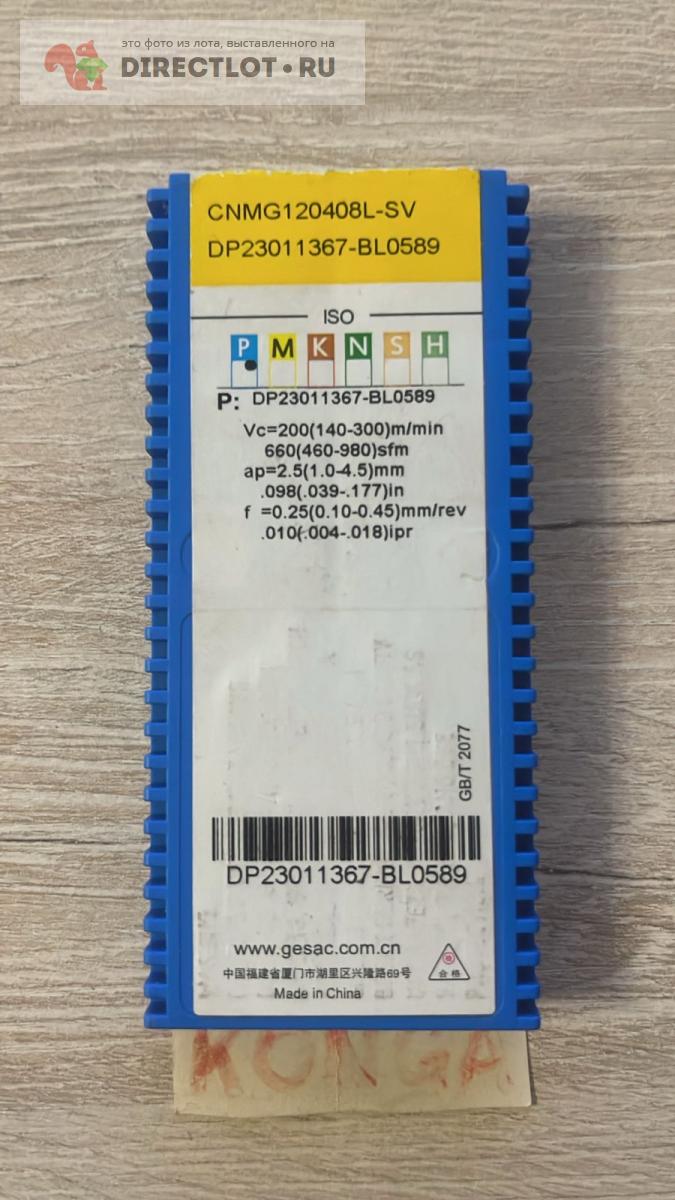 это фото из лота, выставленного на
DIRECTLOT•RU
CNMG120408L-SV
DP23011367-BL0589
ISO
P M K N S H
P: DP23011367-BL0589
Vc=200(140-300)m/min
660(460-980)sfm
ap=2.5(1.0-4.5)mm
.098(.039-.177)in
f =0.25(0.10-0.45)mm/rev
.010(.004-.018)ipr
GB/T 2077
DP23011367-BL0589
www.gesac.com.cn
中国福建省厦门市湖里区兴隆路69号
合格
Made in China
KONGA